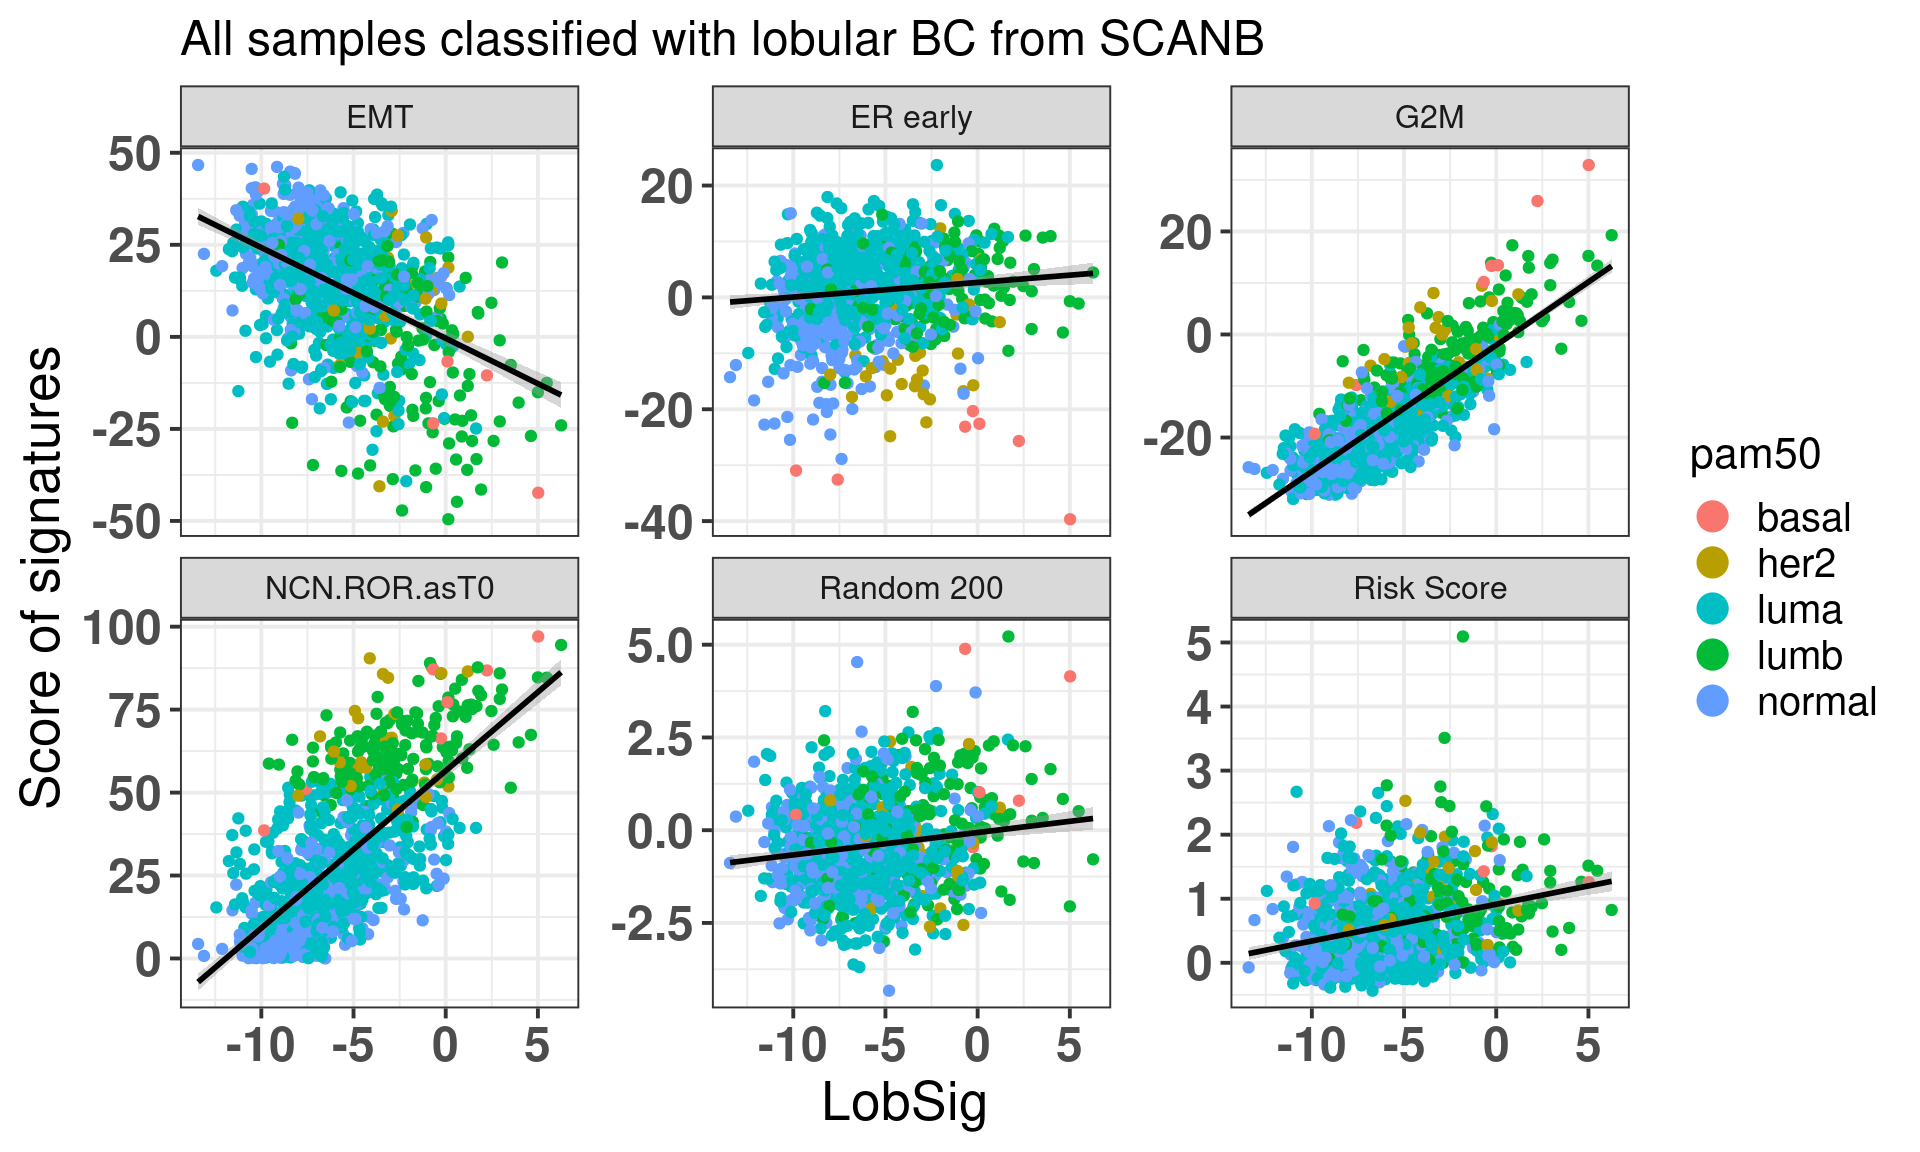 All samples classified with lobular BC from SCANB
EMT
ER early
G2M
50
25
0
-25
-50
20
0
-20
-40
20
0
-20
NCN.ROR.asT0
Random 200
Risk Score
100
75
50
25
0
5.0
2.5
0.0
-2.5
5
4
3
2
1
0
-10 -5 0 5
-10 -5 0 5
-10 -5 0 5
LobSig
Score of signatures
pam50
basal
her2
luma
lumb
normal